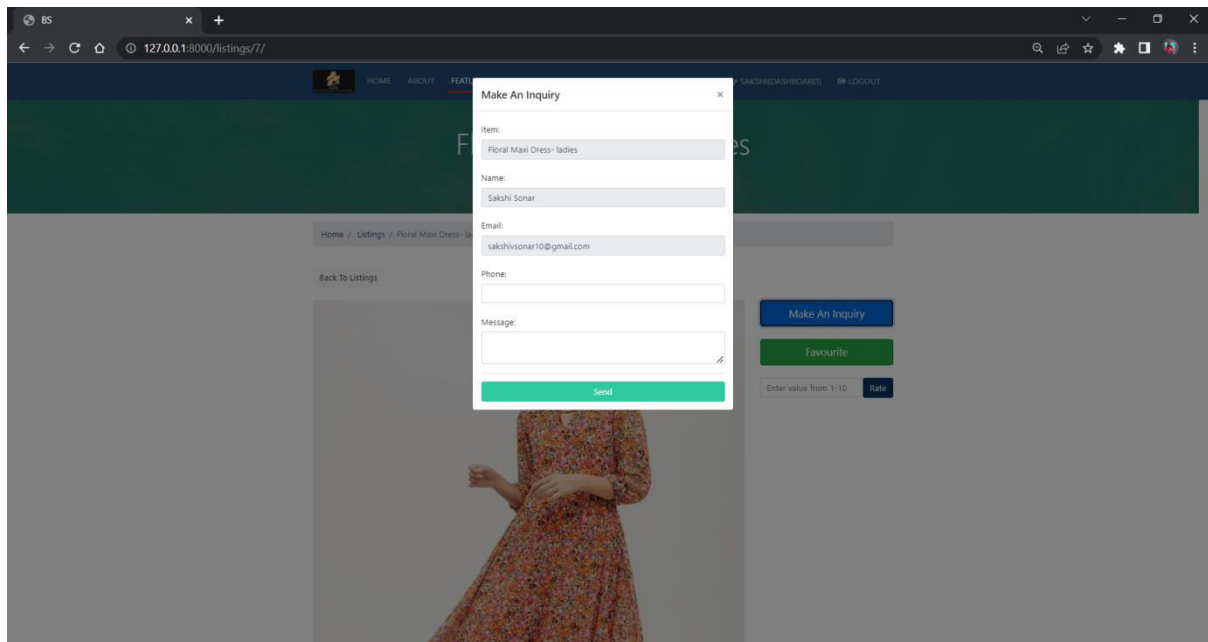 BS
127.0.0.1:8000/listings/7/
HOME ABOUT SAKSHI(DASHBOARD) LOGOUT
Make An Inquiry
×
Item:
Floral Maxi Dress- ladies
Name:
Sakshi Sonar
Email:
sakshivsonar10@gmail.com
Phone:
Message:
Send
Home / Listings / Floral Maxi Dress-
Back To Listings
Make An Inquiry
Favourite
Enter value from 1-10 Rate